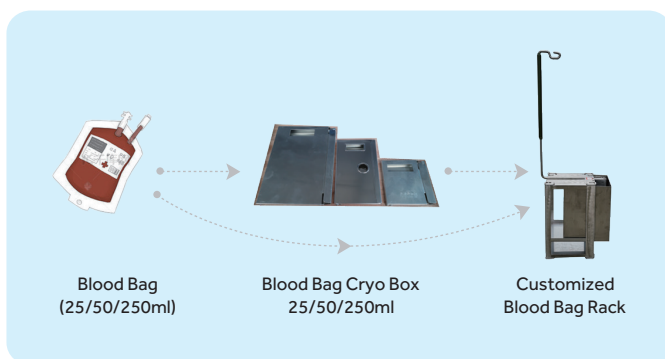 Blood Bag
(25/50/250ml)
Blood Bag Cryo Box
25/50/250ml
Customized
Blood Bag Rack